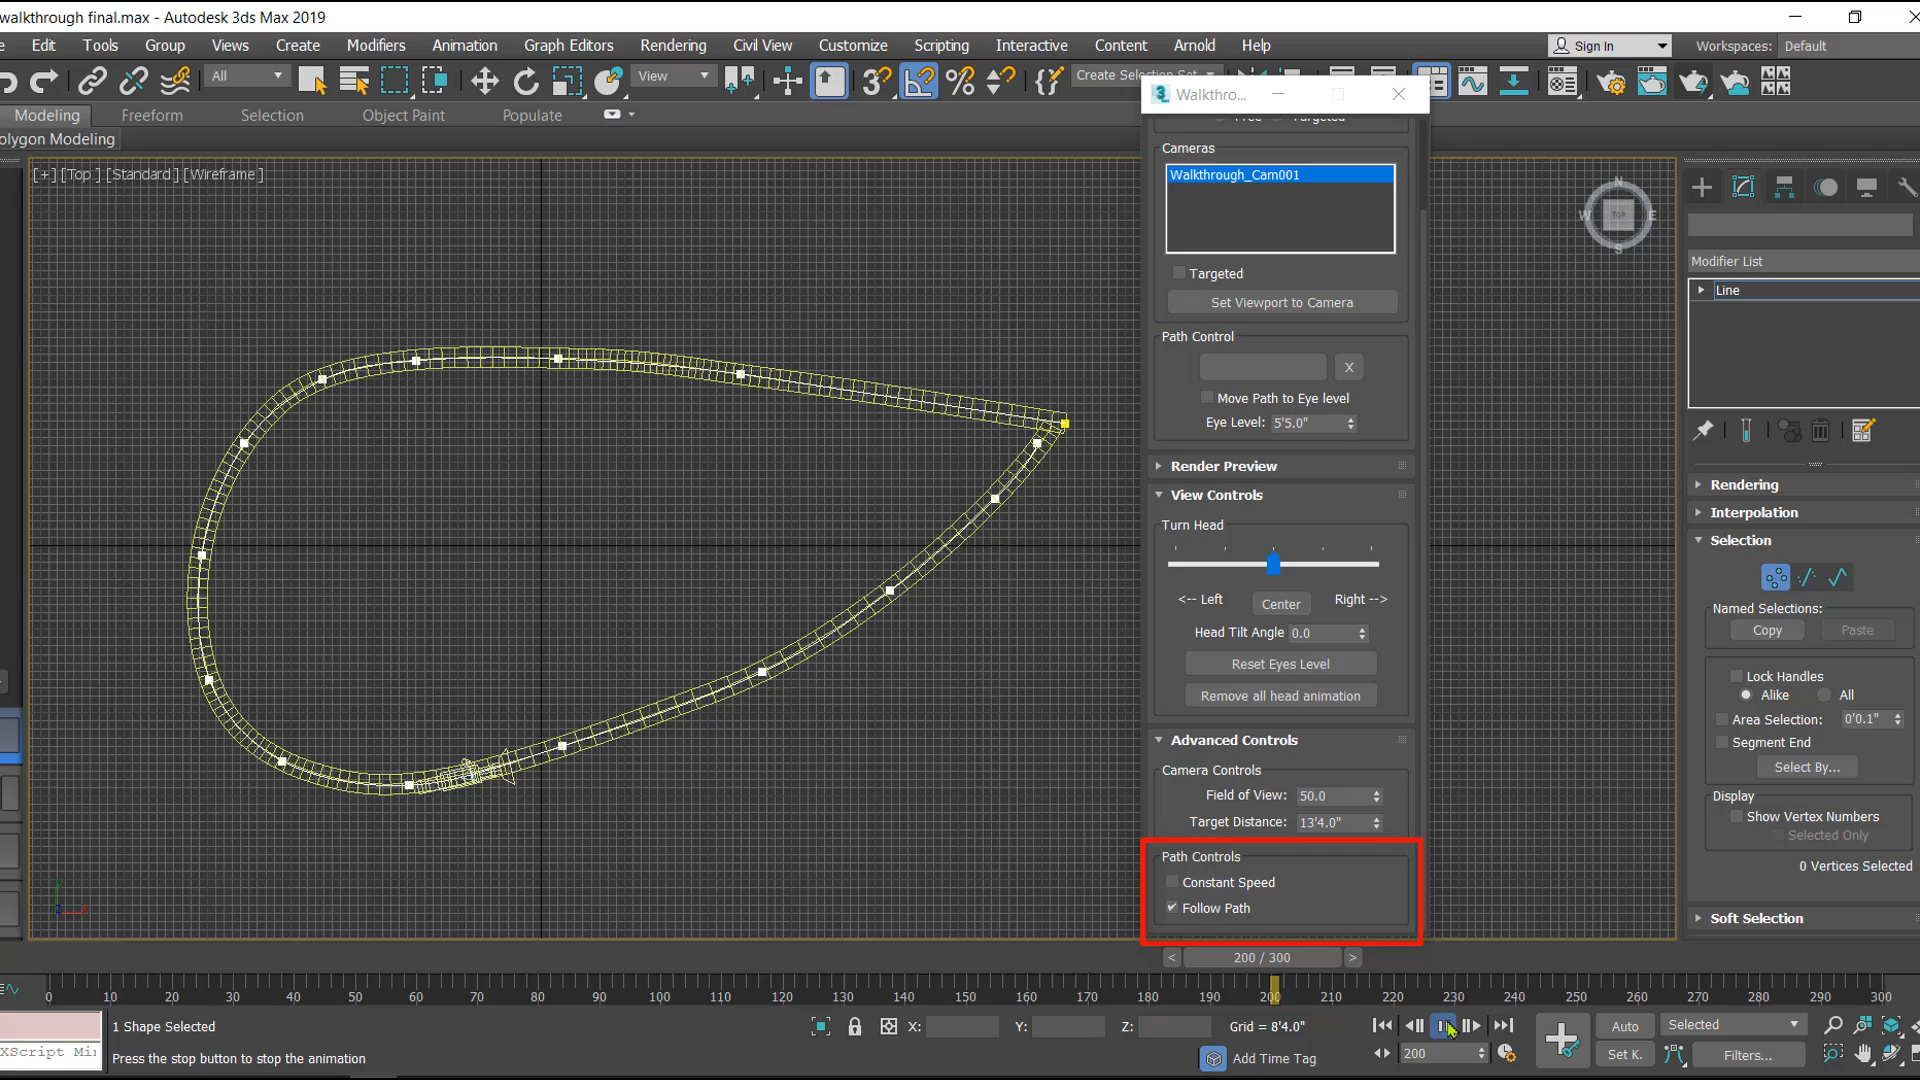 walkthrough final.max - Autodesk 3ds Max 2019
Edit Tools Group Views Create Modifiers Animation Graph Editors Rendering Civil View Customize Scripting Interactive Content Arnold Help
Sign In
Workspaces: Default
All
View
3
Create Selection Set
Modeling Freeform Selection Object Paint Populate
olygon Modeling
[+] [Top ] [Standard ] [Wireframe ]
N
W TOP E
S
Walkthro...
Free Targeted
Cameras
Walkthrough_Cam001
Targeted
Set Viewport to Camera
Path Control
X
Move Path to Eye level
Eye Level: 5'5.0"
Render Preview
View Controls
Turn Head
<-- Left Center Right -->
Head Tilt Angle 0.0
Reset Eyes Level
Remove all head animation
Advanced Controls
Camera Controls
Field of View: 50.0
Target Distance: 13'4.0"
Path Controls
Constant Speed
Follow Path
Modifier List
Line
Rendering
Interpolation
Selection
Named Selections:
Copy Paste
Lock Handles
Alike All
Area Selection: 0'0.1"
Segment End
Select By...
Display
Show Vertex Numbers
Selected Only
0 Vertices Selected
Soft Selection
< 200 / 300 >
0 10 20 30 40 50 60 70 80 90 100 110 120 130 140 150 160 170 180 190 200 210 220 230 240 250 260 270 280 290 300
1 Shape Selected
X: Y: Z: Grid = 8'4.0"
Auto Selected
XScript Mi
Press the stop button to stop the animation
Add Time Tag
200
Set K. Filters...